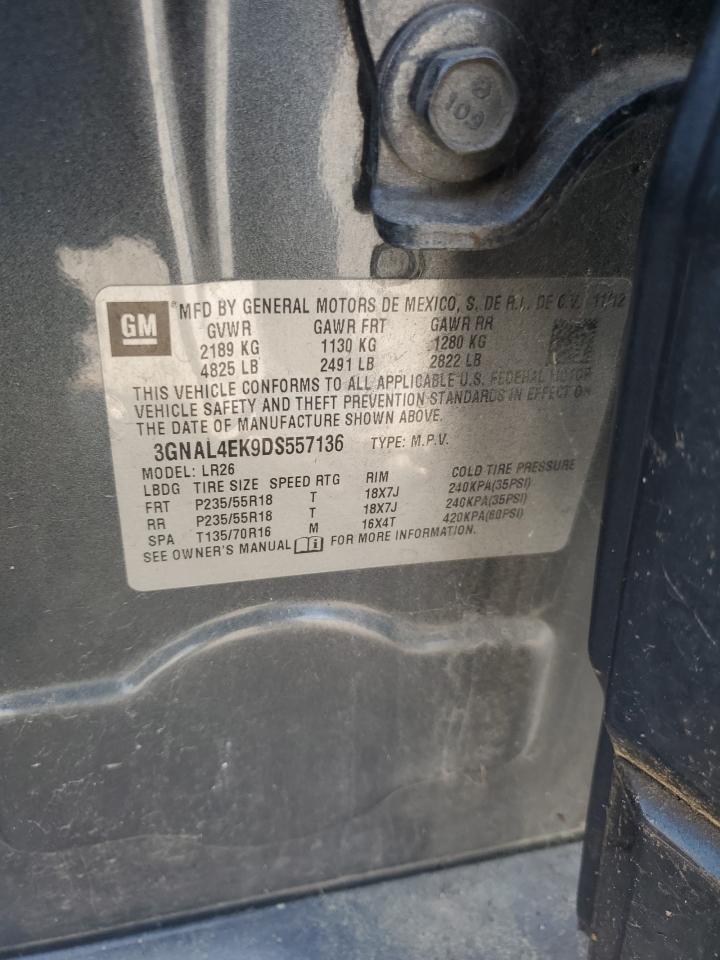 109
GM ® MFD BY GENERAL MOTORS DE MEXICO, S. DE R.L. DE C.V. 11/12
GVWR GAWR FRT GAWR RR
2189 KG 1130 KG 1280 KG
4825 LB 2491 LB 2822 LB
THIS VEHICLE CONFORMS TO ALL APPLICABLE U.S. FEDERAL MOTOR
VEHICLE SAFETY AND THEFT PREVENTION STANDARDS IN EFFECT ON
THE DATE OF MANUFACTURE SHOWN ABOVE.
3GNAL4EK9DS557136 TYPE: M.P.V.
MODEL: LR26
LBDG TIRE SIZE SPEED RTG RIM COLD TIRE PRESSURE
FRT P235/55R18 T 18X7J 240KPA(35PSI)
RR P235/55R18 T 18X7J 240KPA(35PSI)
SPA T135/70R16 M 16X4T 420KPA(60PSI)
SEE OWNER'S MANUAL i FOR MORE INFORMATION.